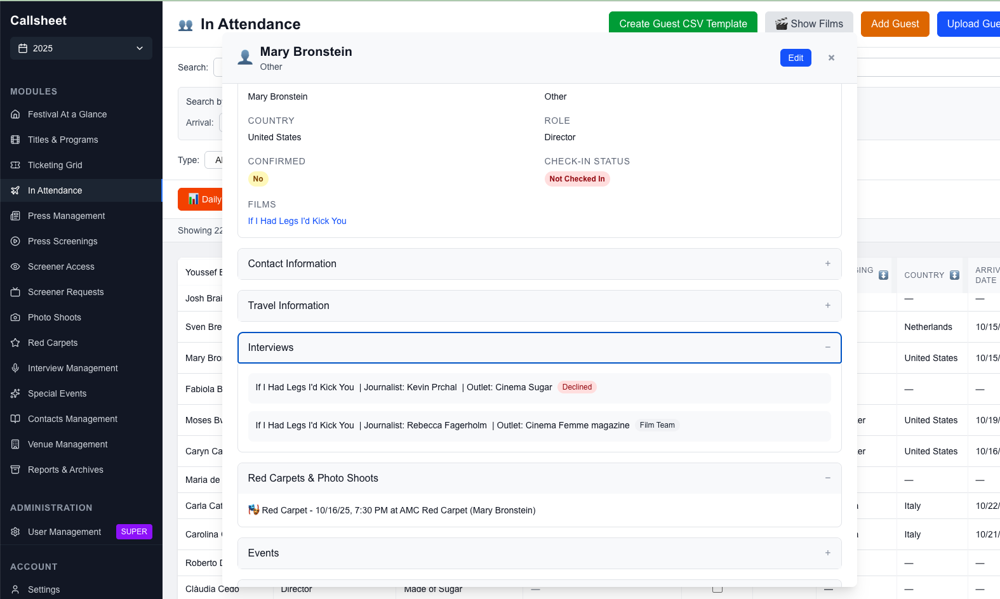 Callsheet
2025
MODULES
Festival At a Glance
Titles & Programs
Ticketing Grid
In Attendance
Press Management
Press Screenings
Screener Access
Screener Requests
Photo Shoots
Red Carpets
Interview Management
Special Events
Contacts Management
Venue Management
Reports & Archives
ADMINISTRATION
User Management SUPER
ACCOUNT
Settings
In Attendance
Create Guest CSV Template
Show Films
Add Guest
Upload Gue
Search:
Search by
Arrival:
Type:
Daily
Showing 22
Youssef
Josh Brai
Sven Bre
Mary Bro
Fabiola B
Moses
Caryn Ca
Maria de
Carla Cat
Carolina
Roberto
Clàudia Cedó Director Made of Sugar — —
Mary Bronstein
Other
Edit ×
Mary Bronstein Other
COUNTRY ROLE
United States Director
CONFIRMED CHECK-IN STATUS
No Not Checked In
FILMS
If I Had Legs I'd Kick You
Contact Information +
Travel Information +
Interviews −
If I Had Legs I'd Kick You | Journalist: Kevin Prchal | Outlet: Cinema Sugar Declined
If I Had Legs I'd Kick You | Journalist: Rebecca Fagerholm | Outlet: Cinema Femme magazine Film Team
Red Carpets & Photo Shoots −
Red Carpet - 10/16/25, 7:30 PM at AMC Red Carpet (Mary Bronstein)
Events +
GING COUNTRY ARRIV
DATE
— —
Netherlands 10/15/
United States 10/15/
— —
er United States 10/19/
er United States 10/16/
— —
Italy 10/22/
Italy 10/21/
— —
— —